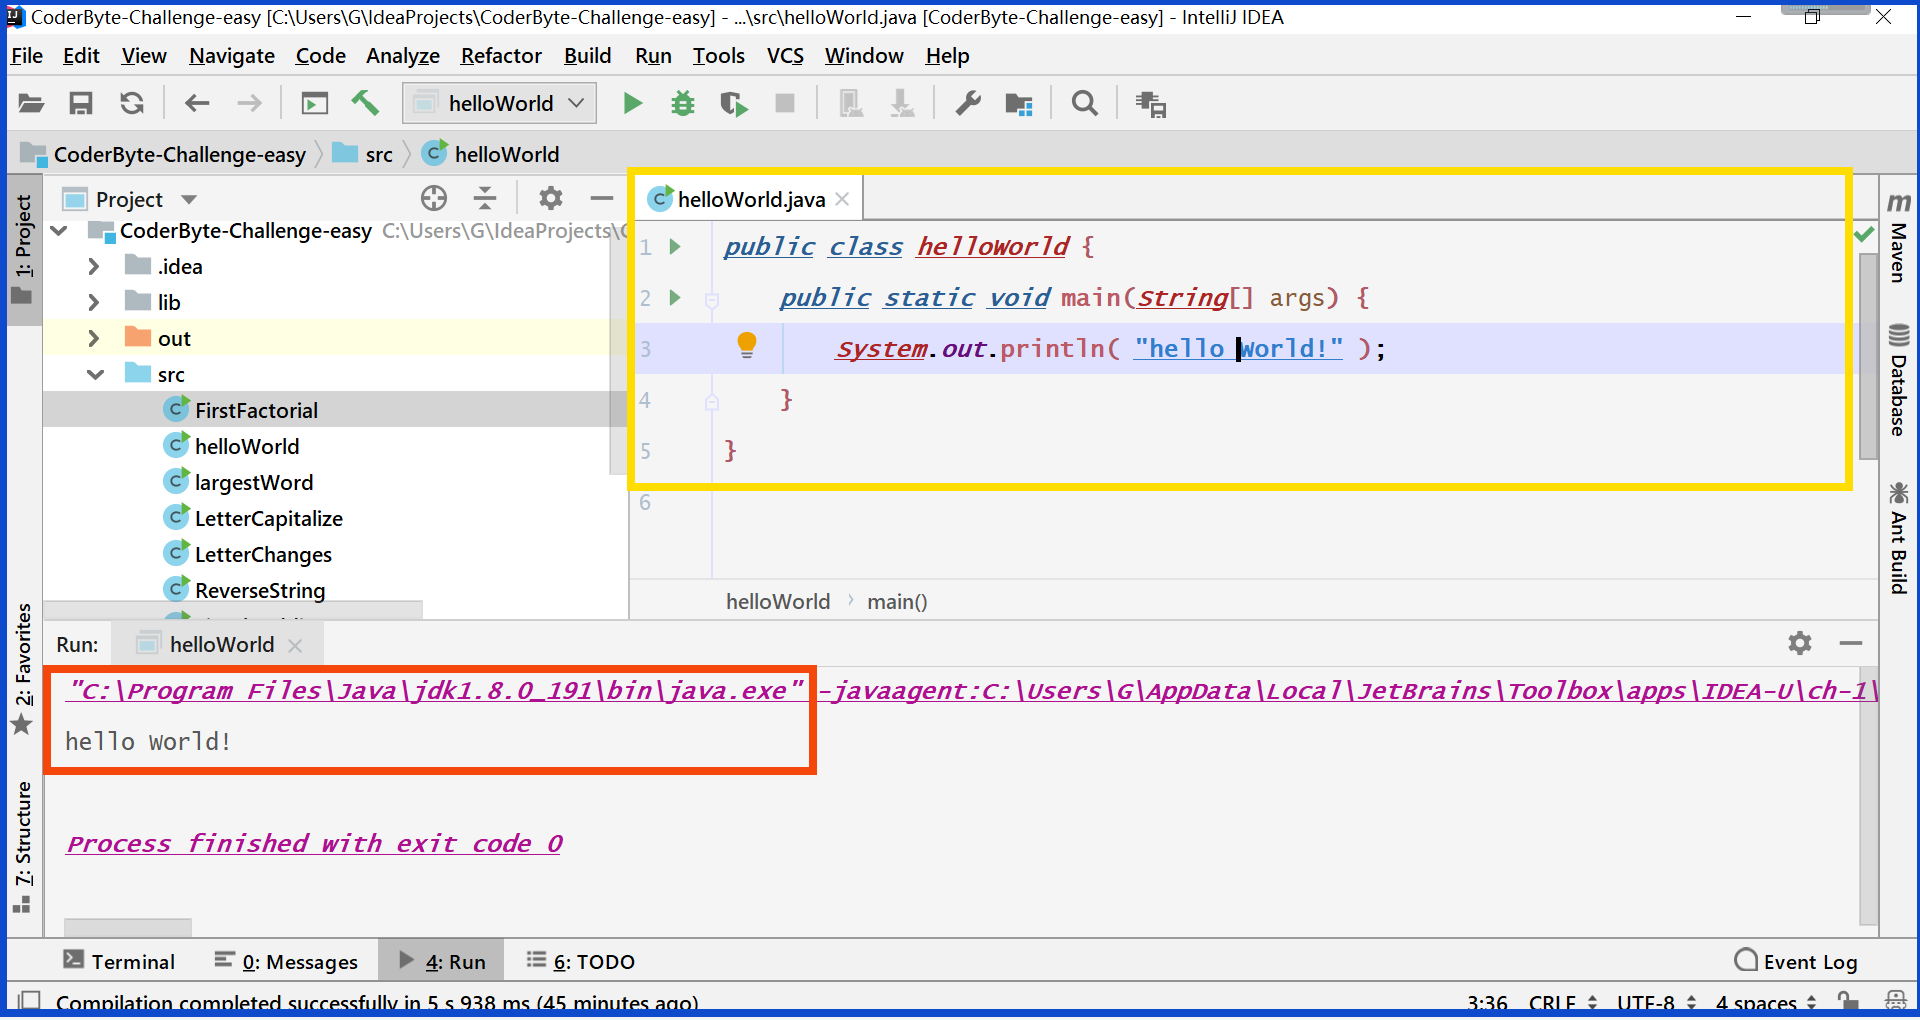 CoderByte-Challenge-easy [C:\Users\G\IdeaProjects\CoderByte-Challenge-easy] - ...\src\helloWorld.java [CoderByte-Challenge-easy] - IntelliJ IDEA
File Edit View Navigate Code Analyze Refactor Build Run Tools VCS Window Help
helloWorld
CoderByte-Challenge-easy src helloWorld
1: Project
2: Favorites
7: Structure
Project
CoderByte-Challenge-easy C:\Users\G\IdeaProjects\
.idea
lib
out
src
FirstFactorial
helloWorld
largestWord
LetterCapitalize
LetterChanges
ReverseString
helloWorld.java
1 public class helloWorld {
2 public static void main(String[] args) {
3 System.out.println( "hello World!" );
4 }
5 }
6
helloWorld › main()
Maven
Database
Ant Build
Run: helloWorld
"C:\Program Files\Java\jdk1.8.0_191\bin\java.exe" -javaagent:C:\Users\G\AppData\Local\JetBrains\Toolbox\apps\IDEA-U\ch-1\
hello World!
Process finished with exit code 0
Terminal 0: Messages 4: Run 6: TODO Event Log
Compilation completed successfully in 5 s 938 ms (45 minutes ago) 3:36 CRLF UTF-8 4 spaces